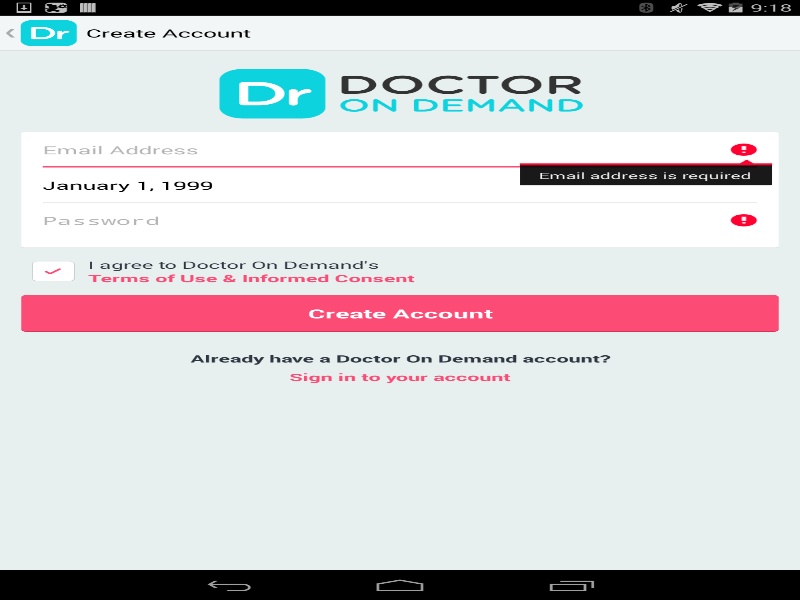 9:18
Dr Create Account
Dr DOCTOR
ON DEMAND
Email Address
Email address is required
January 1, 1999
Password
I agree to Doctor On Demand's
Terms of Use & Informed Consent
Create Account
Already have a Doctor On Demand account?
Sign in to your account